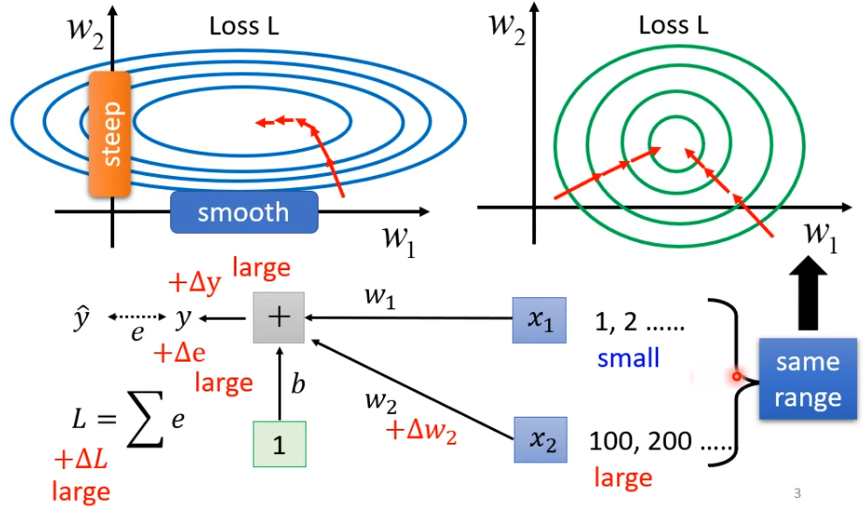 w₂
Loss L
steep
smooth
w₁
w₂
Loss L
w₁
+Δy
large
ŷ
e
y
+
w₁
x₁
1, 2 ......
small
+Δe
large
b
w₂
+Δw₂
same
range
L = ∑ e
+ΔL
large
1
x₂
100, 200 ......
large
3